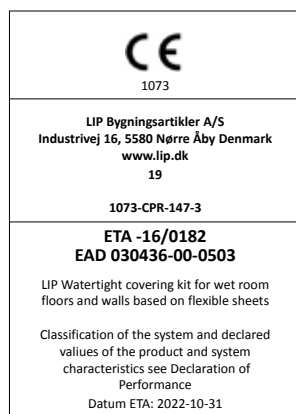 CE
1073
LIP Bygningsartikler A/S
Industrivej 16, 5580 Nørre Åby Denmark
www.lip.dk
19
1073-CPR-147-3
ETA -16/0182
EAD 030436-00-0503
LIP Watertight covering kit for wet room
floors and walls based on flexible sheets
Classification of the system and declared
valiues of the product and system
characteristics see Declaration of
Performance
Datum ETA: 2022-10-31